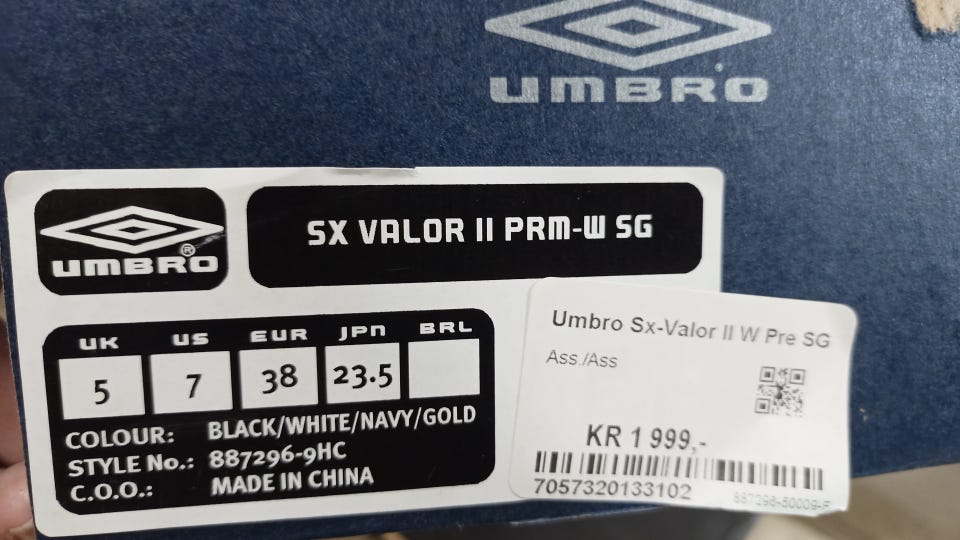 UMBRO
UMBRO®
SX VALOR II PRM-W SG
UK US EUR JPN BRL
5 7 38 23.5
COLOUR: BLACK/WHITE/NAVY/GOLD
STYLE No.: 887296-9HC
C.O.O.: MADE IN CHINA
Umbro Sx-Valor II W Pre SG
Ass./Ass
KR 1 999,-
7057320133102